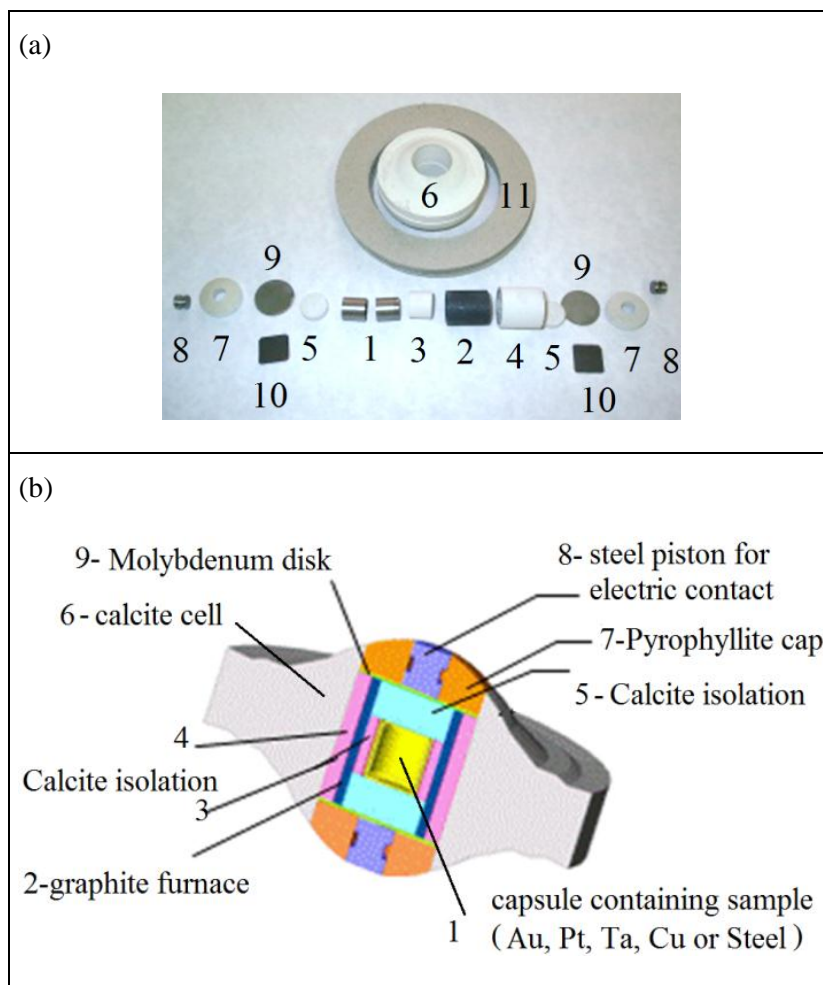 (a)
6 11
9 9
8 7 5 1 3 2 4 5 7 8
10 10
(b)
9- Molybdenum disk
8- steel piston for
electric contact
6 - calcite cell
7-Pyrophyllite cap
5 - Calcite isolation
4
Calcite isolation
3
2-graphite furnace
1
capsule containing sample
( Au, Pt, Ta, Cu or Steel )